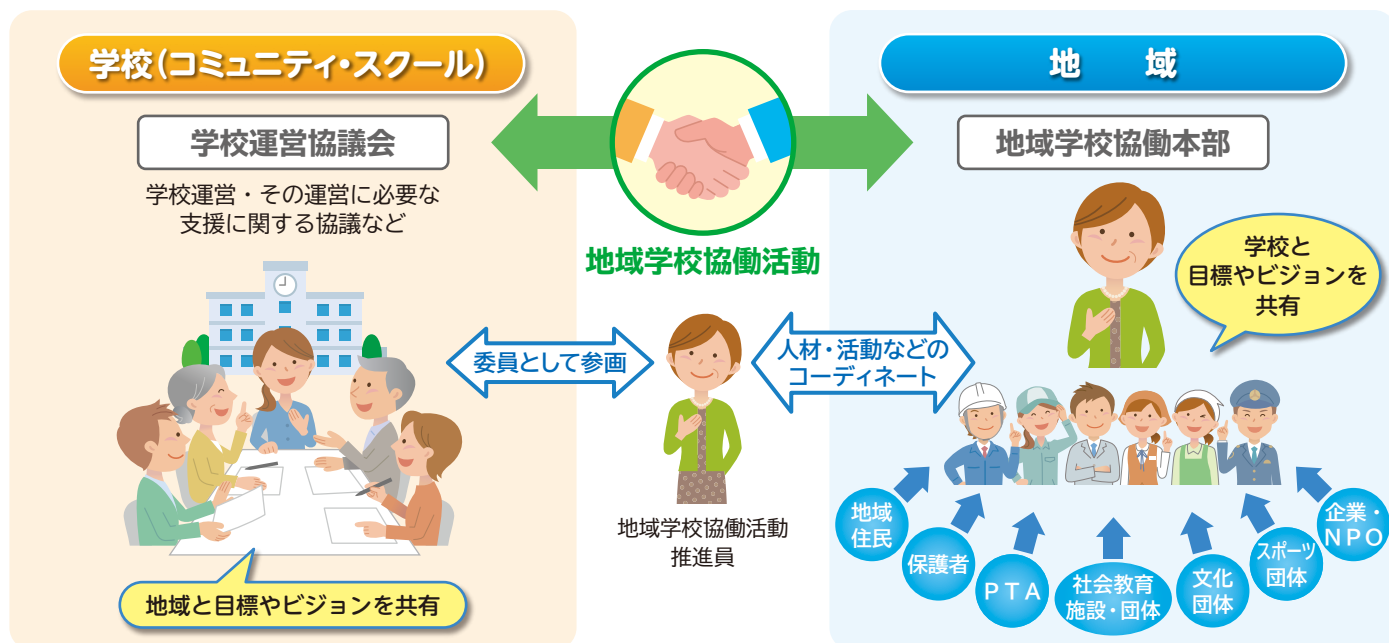 学校（コミュニティ・スクール）
学校運営協議会
学校運営・その運営に必要な
支援に関する協議など
地域と目標やビジョンを共有
地域学校協働活動
委員として参画
人材・活動などの
コーディネート
地域学校協働活動
推進員
地　域
地域学校協働本部
学校と
目標やビジョンを
共有
地域
住民
保護者
ＰＴＡ
社会教育
施設・団体
文化
団体
スポーツ
団体
企業・
ＮＰＯ